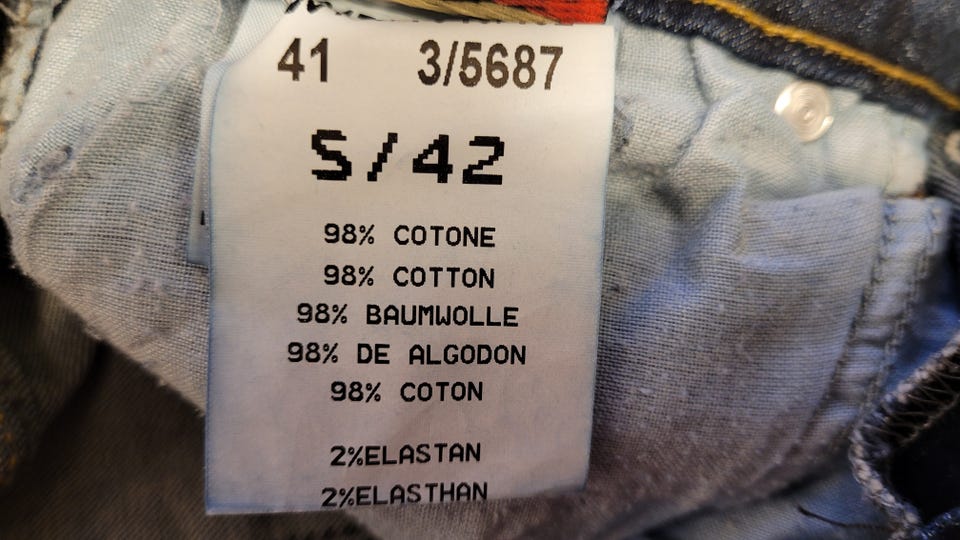 41 3/5687
S/42
98% COTONE
98% COTTON
98% BAUMWOLLE
98% DE ALGODON
98% COTON
2%ELASTAN
2%ELASTHAN